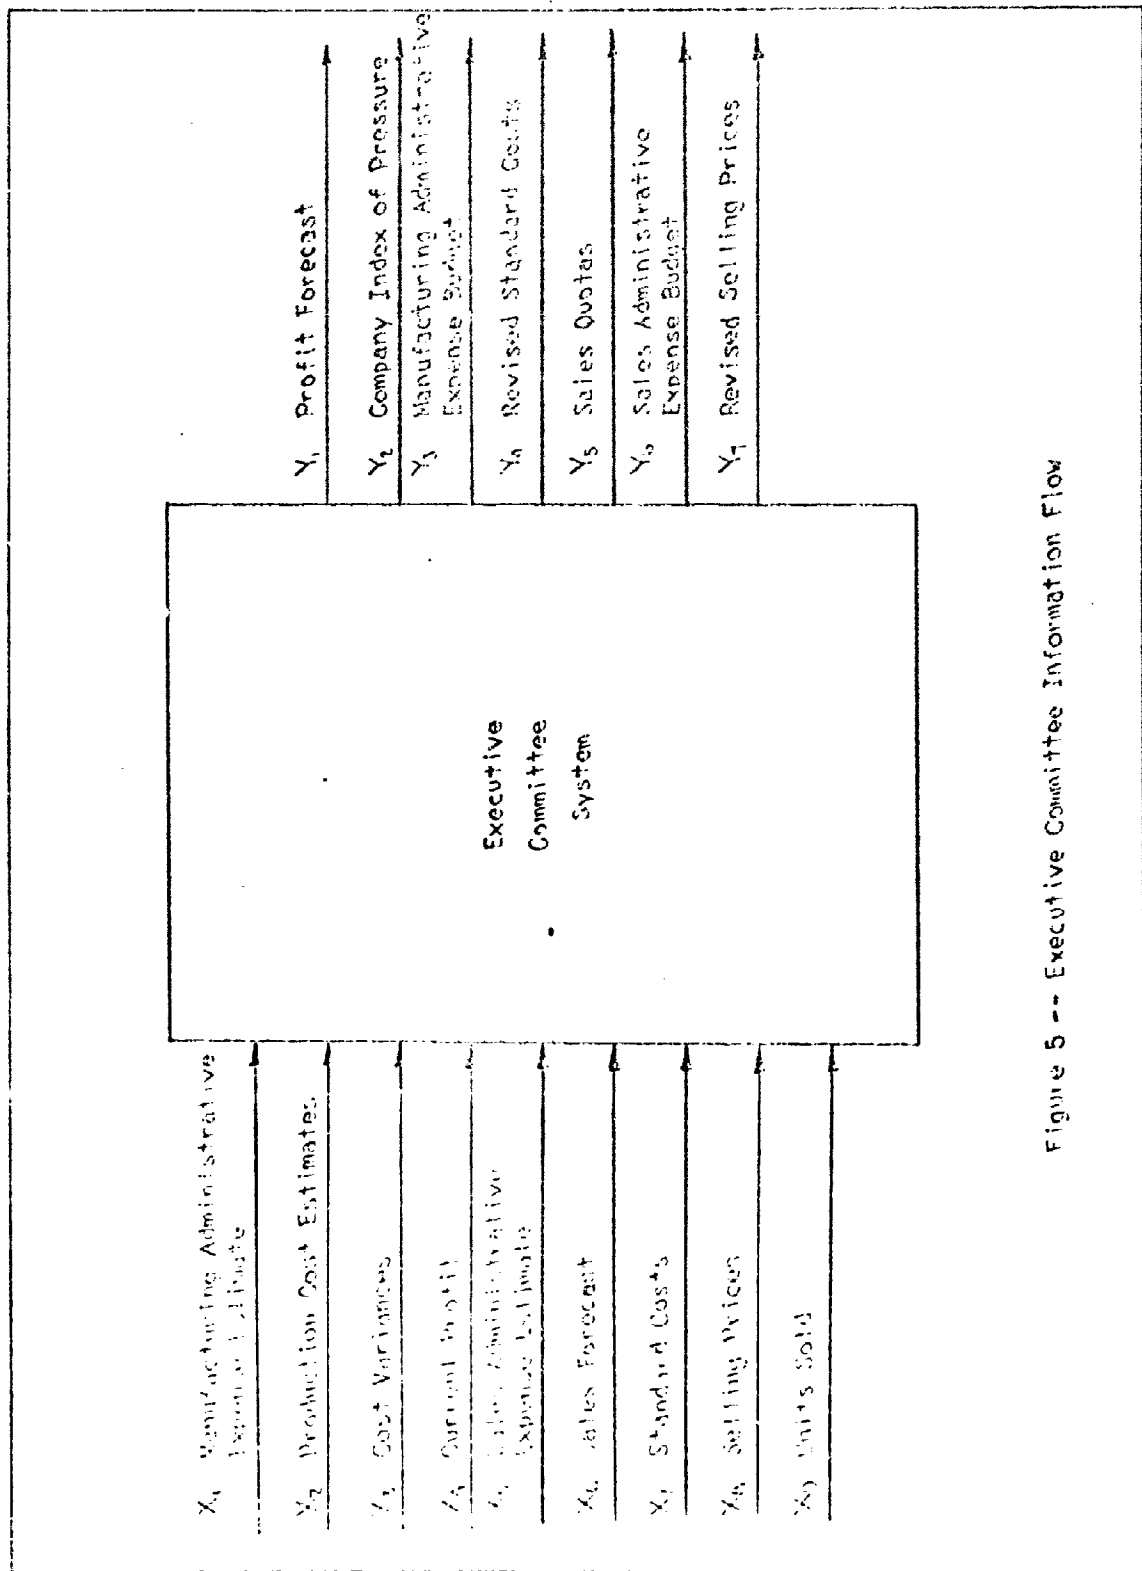 X₁ Manufacturing Administrative
Expense Estimate
X₂ Production Cost Estimates
X₃ Cost Variances
X₄ Current Profit
X₅ Sales Administrative
Expense Estimate
X₆ Sales Forecast
X₇ Standard Costs
X₈ Selling Prices
X₉ Units Sold
Executive
Committee
System
Y₁ Profit Forecast
Y₂ Company Index of Pressure
Y₃ Manufacturing Administrative
Expense Budget
Y₄ Revised Standard Costs
Y₅ Sales Quotas
Y₆ Sales Administrative
Expense Budget
Y₇ Revised Selling Prices
Figure 5 -- Executive Committee Information Flow